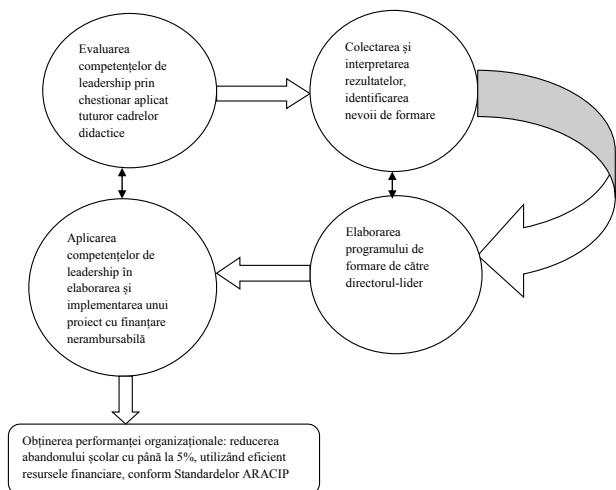 Evaluarea
competențelor de
leadership prin
chestionar aplicat
tuturor cadrelor
didactice
Colectarea și
interpretarea
rezultatelor,
identificarea
nevoii de formare
Elaborarea
programului de
formare de către
directorul-lider
Aplicarea
competențelor de
leadership în
elaborarea și
implementarea unui
proiect cu finanțare
nerambursabilă
Obținerea performanței organizaționale: reducerea
abandonului școlar cu până la 5%, utilizând eficient
resursele financiare, conform Standardelor ARACIP